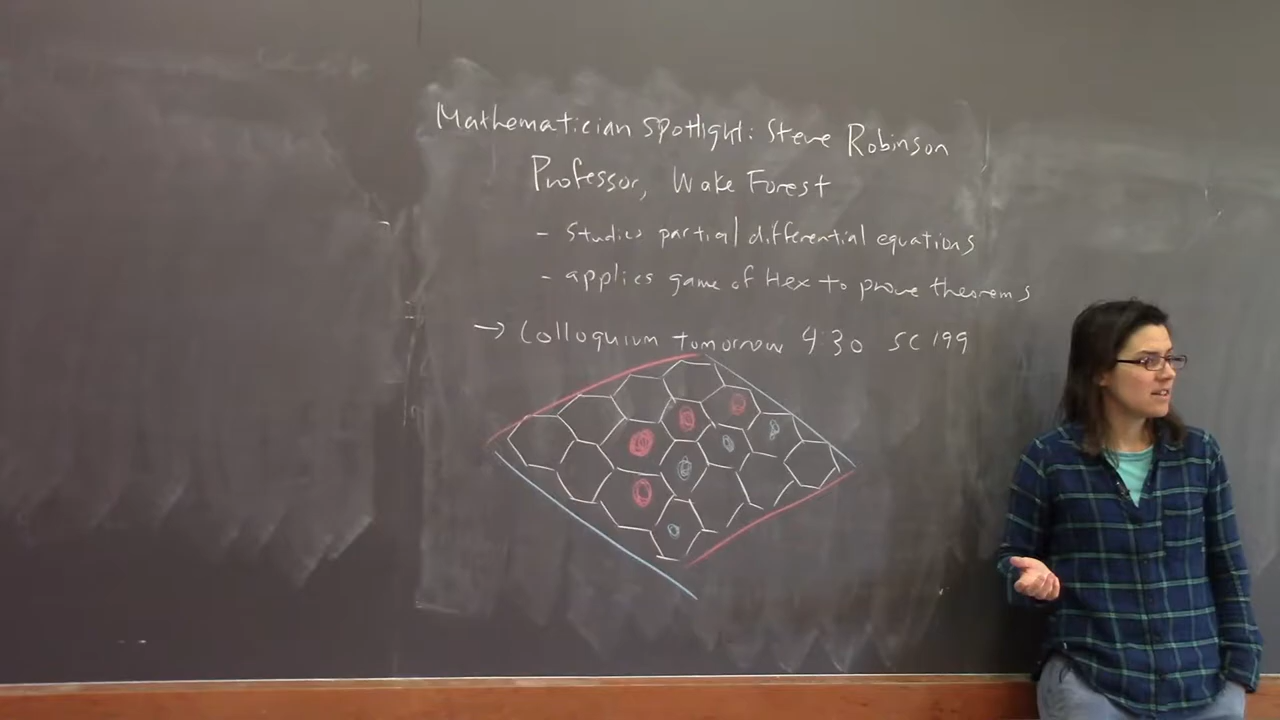 Mathematician Spotlight: Steve Robinson
Professor, Wake Forest
- Studies partial differential equations
- applies game of Hex to prove theorems
→ Colloquium tomorrow 4:30 SC 199